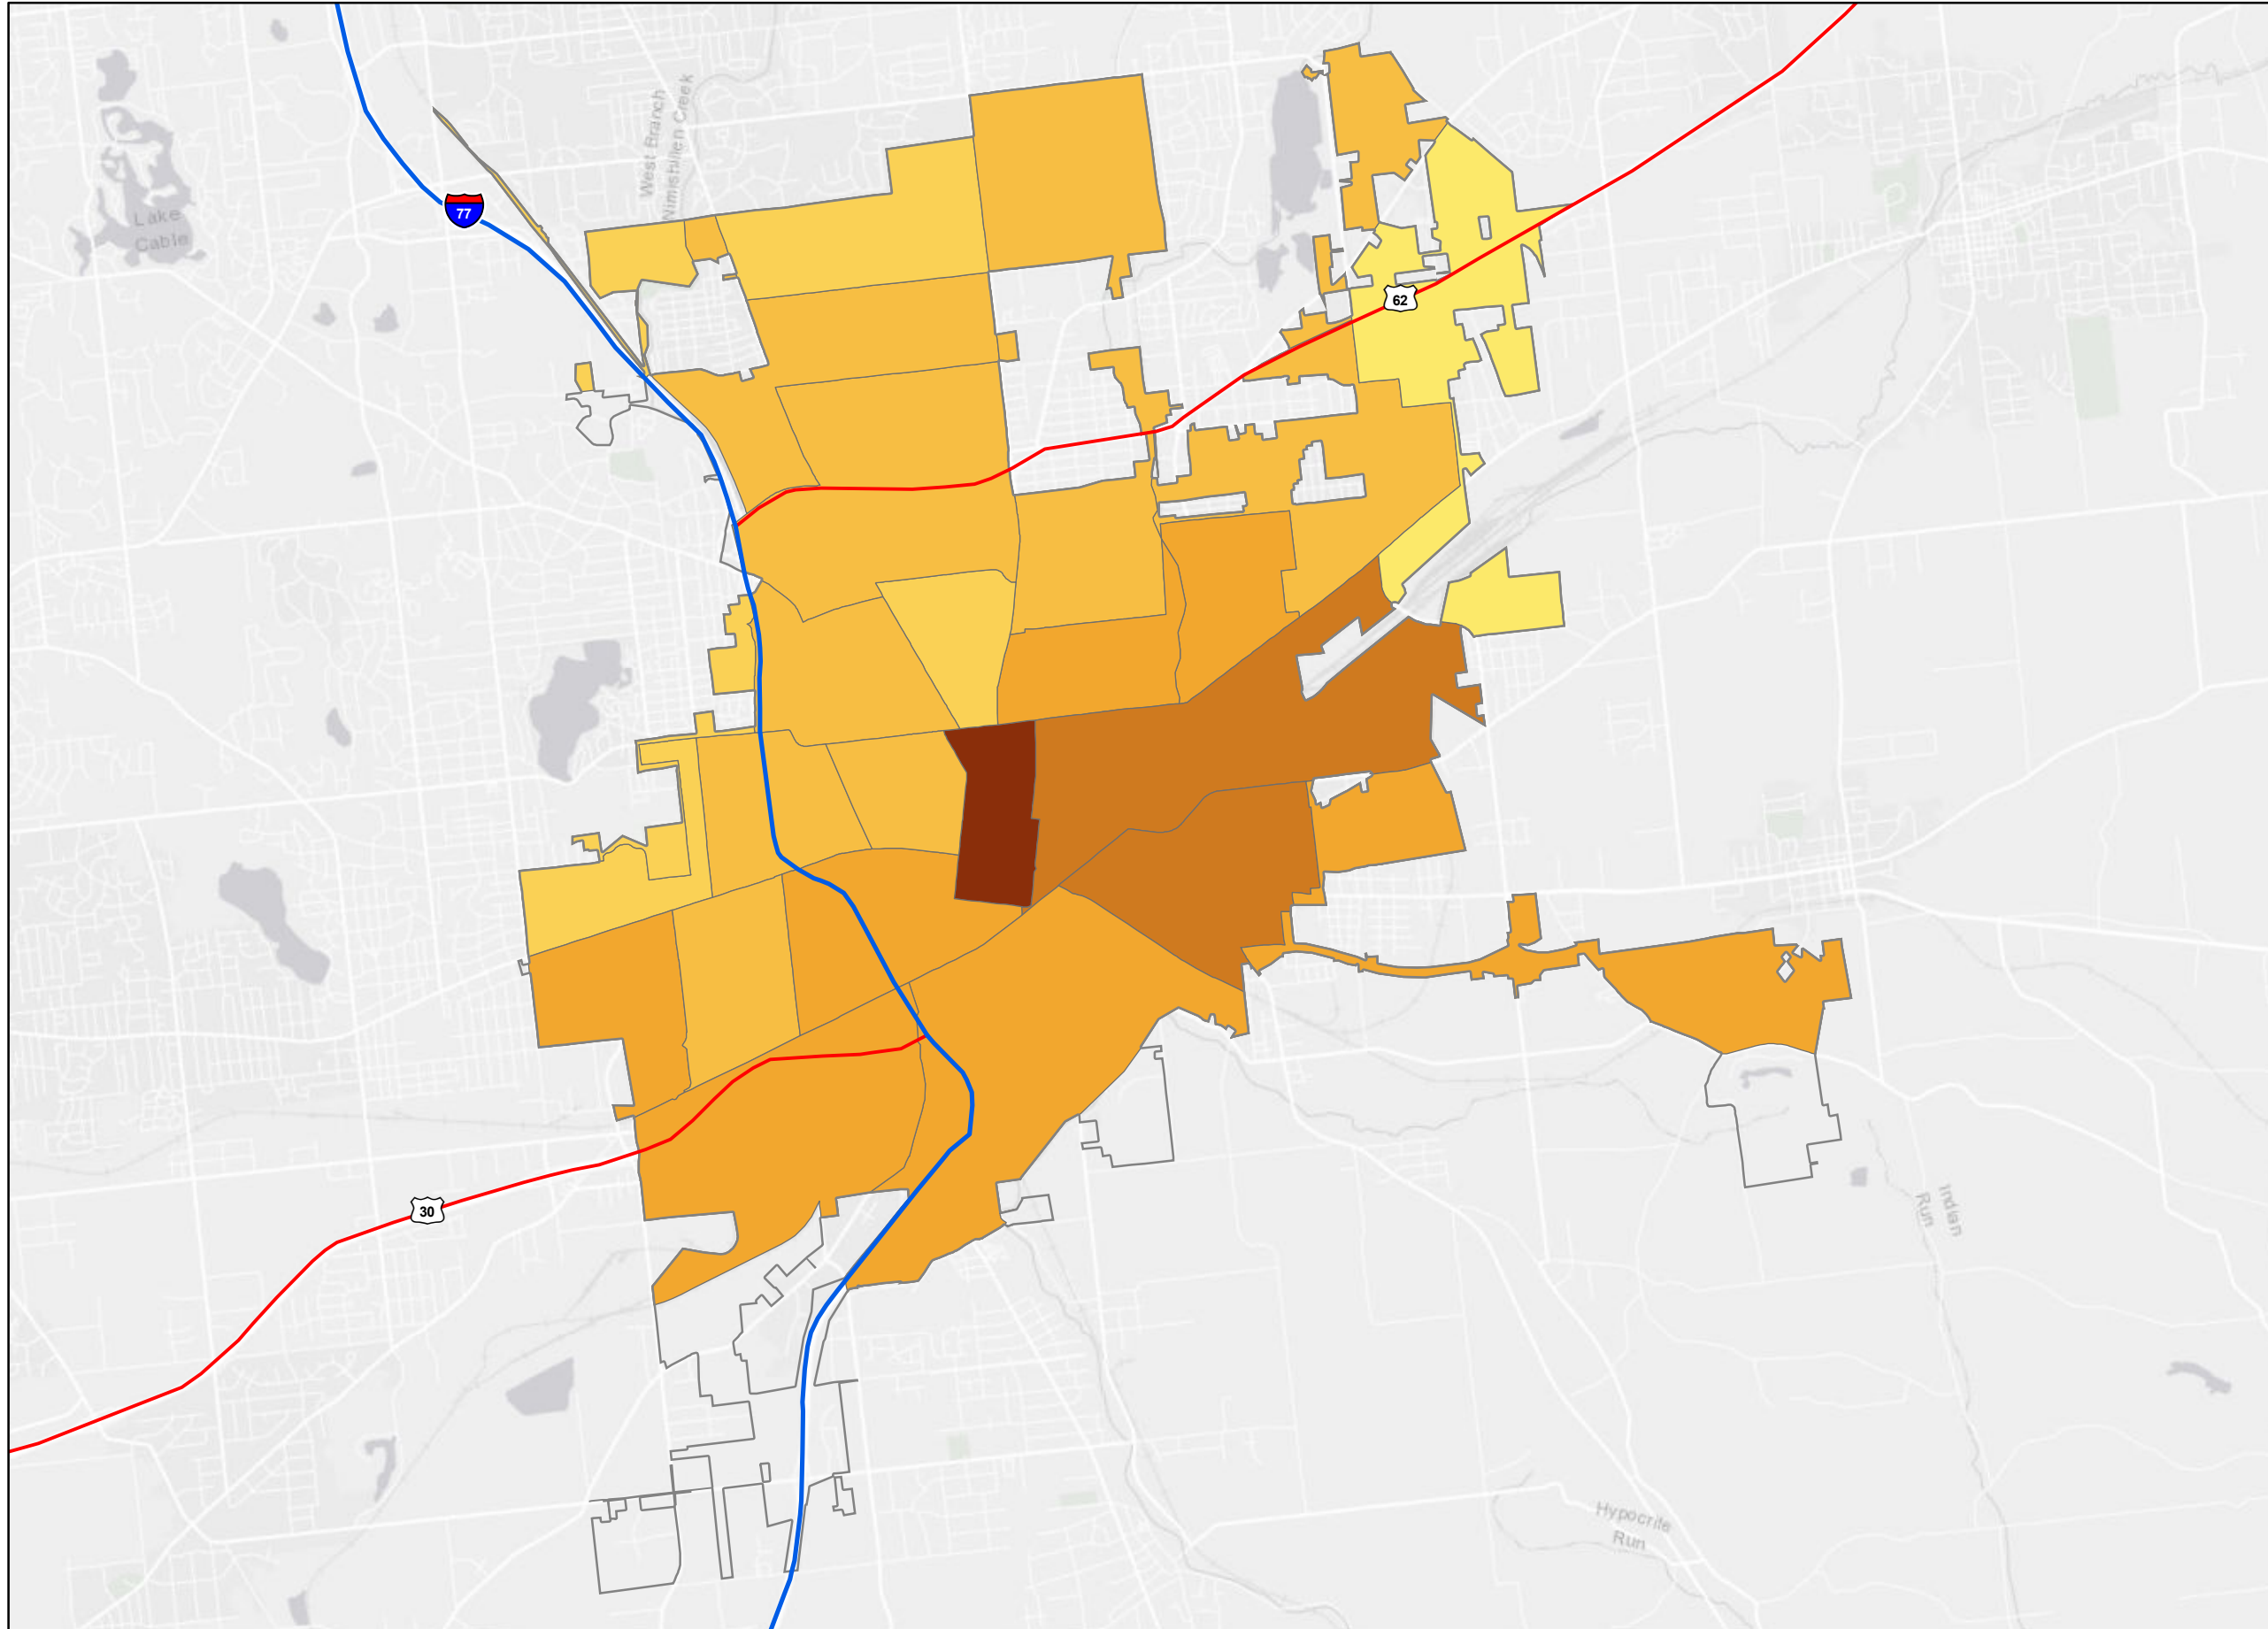 West Branch
Nimishillen Creek
Lake
Cable
77
62
30
Indian
Run
Hypocrite
Run